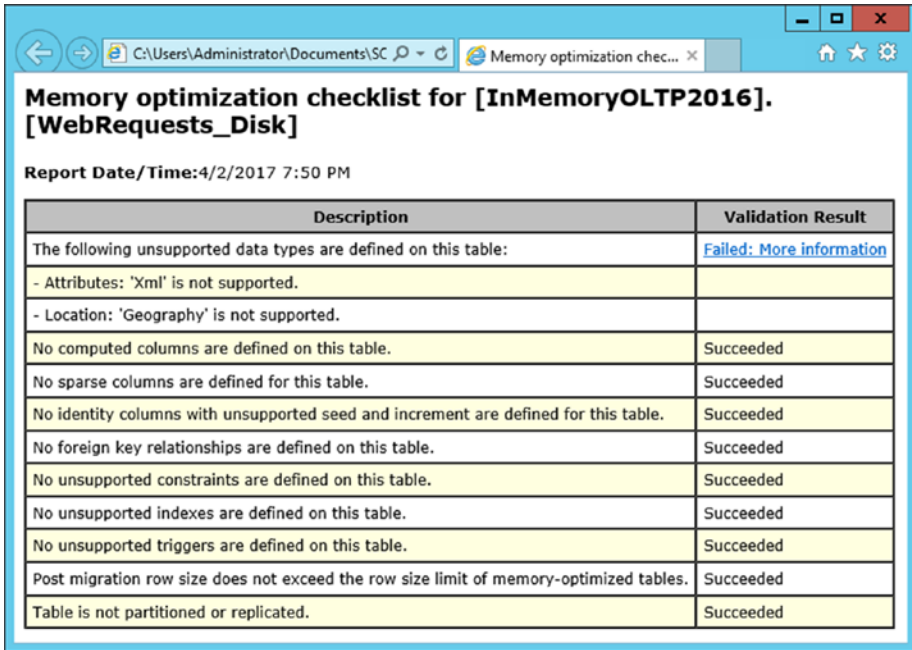 C:\Users\Administrator\Documents\SC
Memory optimization chec...
Memory optimization checklist for [InMemoryOLTP2016].
[WebRequests_Disk]
Report Date/Time:4/2/2017 7:50 PM
Description Validation Result
The following unsupported data types are defined on this table: Failed: More information
- Attributes: 'Xml' is not supported.
- Location: 'Geography' is not supported.
No computed columns are defined on this table. Succeeded
No sparse columns are defined for this table. Succeeded
No identity columns with unsupported seed and increment are defined for this table. Succeeded
No foreign key relationships are defined on this table. Succeeded
No unsupported constraints are defined on this table. Succeeded
No unsupported indexes are defined on this table. Succeeded
No unsupported triggers are defined on this table. Succeeded
Post migration row size does not exceed the row size limit of memory-optimized tables. Succeeded
Table is not partitioned or replicated. Succeeded